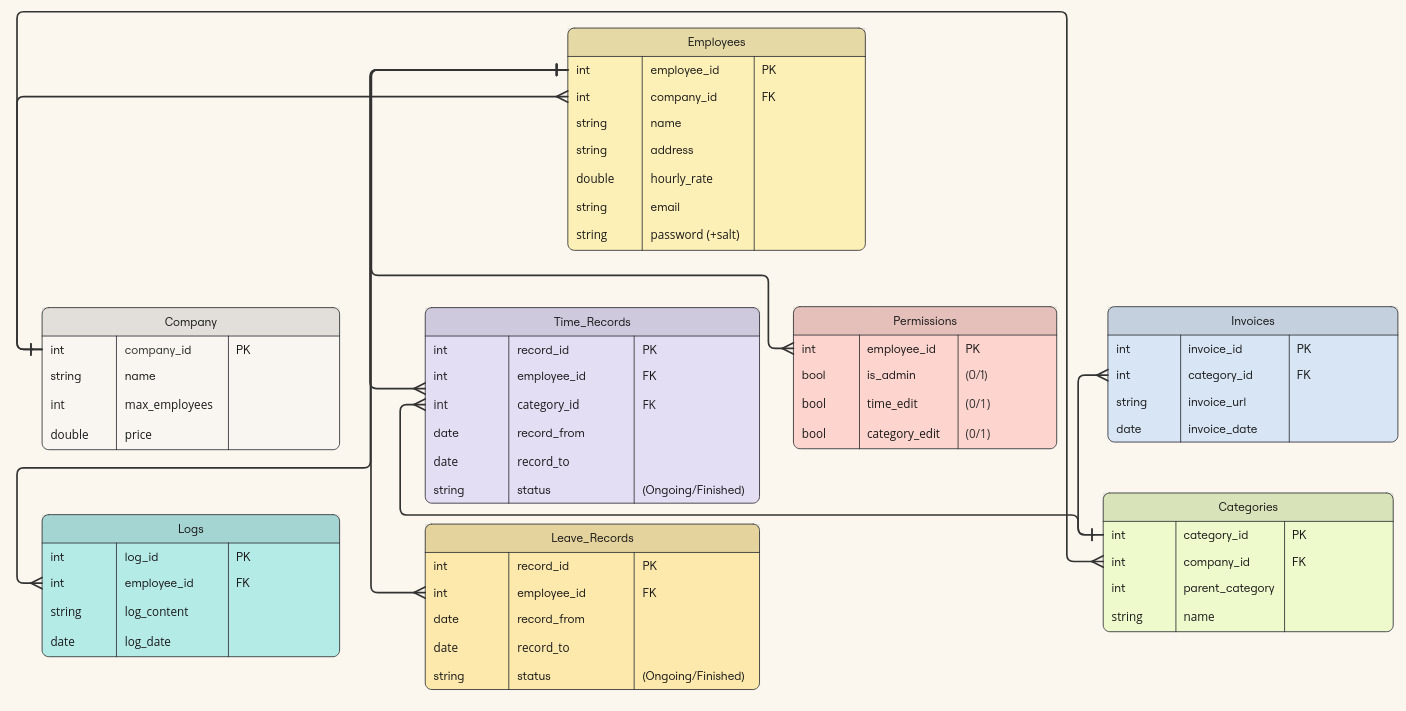 Employees
int employee_id PK
int company_id FK
string name
string address
double hourly_rate
string email
string password (+salt)
Company
int company_id PK
string name
int max_employees
double price
Time_Records
int record_id PK
int employee_id FK
int category_id FK
date record_from
date record_to
string status (Ongoing/Finished)
Permissions
int employee_id PK
bool is_admin (0/1)
bool time_edit (0/1)
bool category_edit (0/1)
Invoices
int invoice_id PK
int category_id FK
string invoice_url
date invoice_date
Logs
int log_id PK
int employee_id FK
string log_content
date log_date
Leave_Records
int record_id PK
int employee_id FK
date record_from
date record_to
string status (Ongoing/Finished)
Categories
int category_id PK
int company_id FK
int parent_category
string name